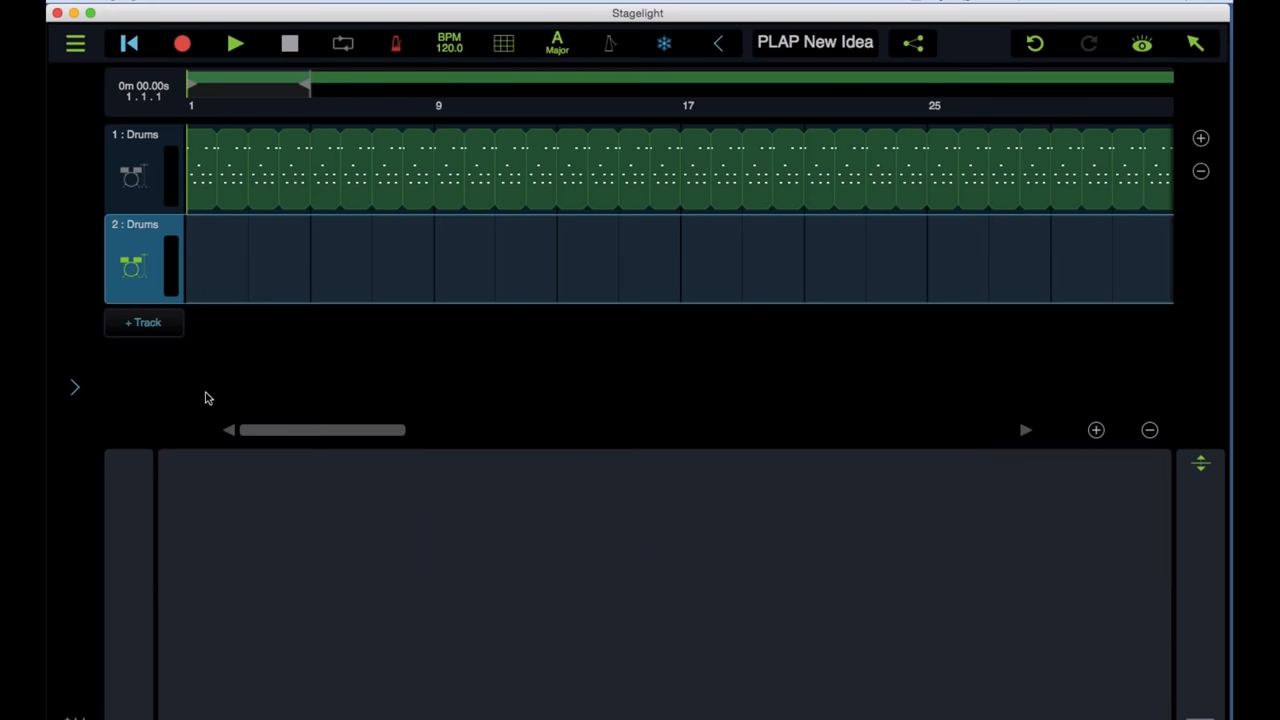 Stagelight
BPM
120.0
A
Major
PLAP New Idea
0m 00.00s
1 . 1 . 1
1 9 17 25
1 : Drums
2 : Drums
+ Track